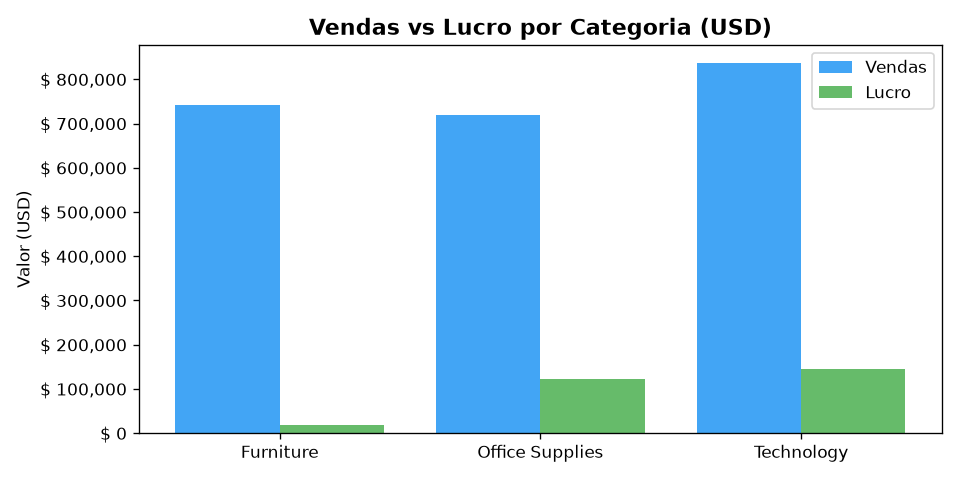 Vendas vs Lucro por Categoria (USD)
Vendas
Lucro
Valor (USD)
$ 800,000
$ 700,000
$ 600,000
$ 500,000
$ 400,000
$ 300,000
$ 200,000
$ 100,000
$ 0
Furniture
Office Supplies
Technology